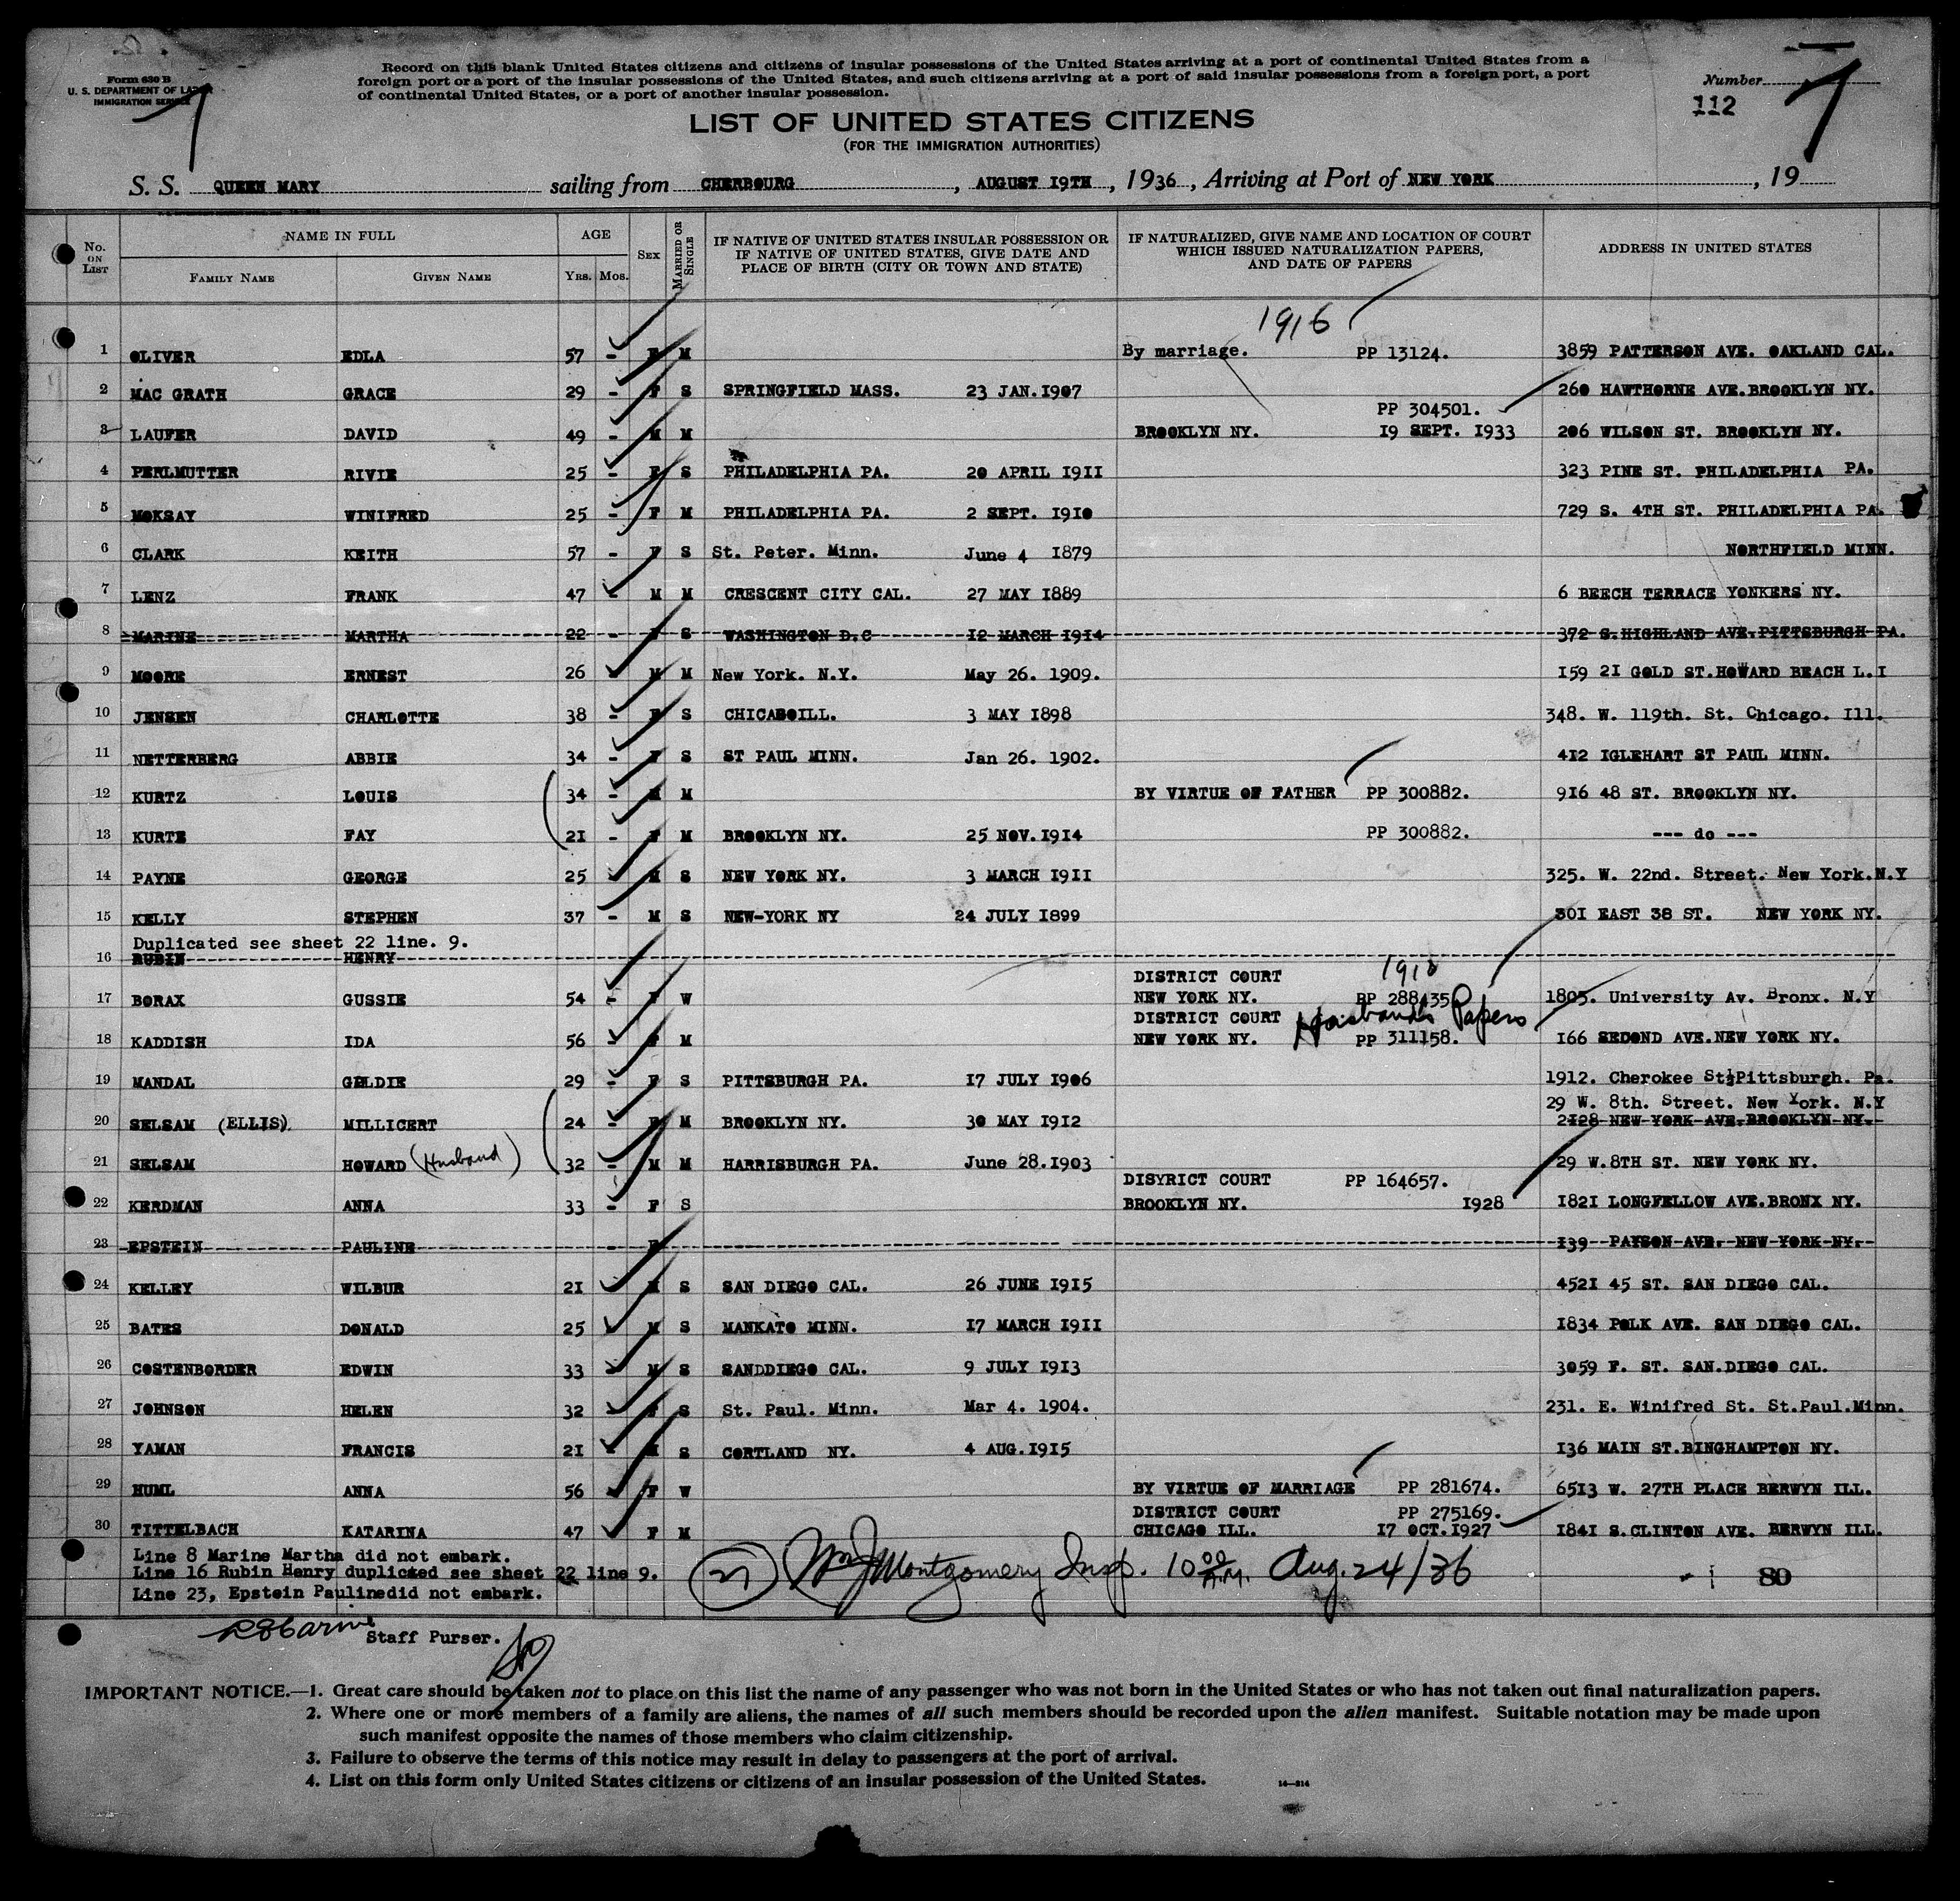 Form 630 B
U. S. DEPARTMENT OF LABOR
IMMIGRATION SERVICE
Record on this blank United States citizens and citizens of insular possessions of the United States arriving at a port of continental United States from a
foreign port or a port of the insular possessions of the United States, and such citizens arriving at a port of said insular possessions from a foreign port, a port
of continental United States, or a port of another insular possession.
Number
112
7
7
LIST OF UNITED STATES CITIZENS
(FOR THE IMMIGRATION AUTHORITIES)
S. S. QUEEN MARY sailing from CHERBOURG, AUGUST 19TH, 1936, Arriving at Port of NEW YORK, 19
No. ON LIST
NAME IN FULL
FAMILY NAME GIVEN NAME
AGE
YRS. MOS.
SEX
MARRIED OR SINGLE
IF NATIVE OF UNITED STATES INSULAR POSSESSION OR
IF NATIVE OF UNITED STATES, GIVE DATE AND
PLACE OF BIRTH (CITY OR TOWN AND STATE)
IF NATURALIZED, GIVE NAME AND LOCATION OF COURT
WHICH ISSUED NATURALIZATION PAPERS,
AND DATE OF PAPERS
ADDRESS IN UNITED STATES
1916
1 OLIVER EDLA 57 - F M By marriage. PP 13124. 3859 PATTERSON AVE. OAKLAND CAL.
2 MAC GRATH GRACE 29 - F S SPRINGFIELD MASS. 23 JAN.1907 260 HAWTHORNE AVE.BROOKLYN NY.
PP 304501.
3 LAUFER DAVID 49 - M M BROOKLYN NY. 19 SEPT. 1933 206 WILSON ST. BROOKLYN NY.
4 PERLMUTTER RIVIE 25 - F S PHILADELPHIA PA. 20 APRIL 1911 323 PINE ST. PHILADELPHIA PA.
5 MOKSAY WINIFRED 25 - F M PHILADELPHIA PA. 2 SEPT. 1910 729 S. 4TH ST. PHILADELPHIA PA.
6 CLARK KEITH 57 - F S St. Peter. Minn. June 4 1879 NORTHFIELD MINN.
7 LENZ FRANK 47 - M M CRESCENT CITY CAL. 27 MAY 1889 6 BEECH TERRACE YONKERS NY.
8 MARINE MARTHA 22 - F S WASHINGTON D.C 12 MARCH 1914 372 S.HIGHLAND AVE.PITTSBURGH PA.
9 MOORE ERNEST 26 - M M New York. N.Y. May 26. 1909. 159 21 GOLD ST.HOWARD BEACH L.I
10 JENSEN CHARLOTTE 38 - F S CHICAGOILL. 3 MAY 1898 348. W. 119th. St. Chicago. Ill.
11 NETTERBERG ABBIE 34 - F S ST PAUL MINN. Jan 26. 1902. 412 IGLEHART ST PAUL MINN.
12 KURTZ LOUIS 34 - M M BY VIRTUE OF FATHER PP 300882. 916 48 ST. BROOKLYN NY.
13 KURTZ FAY 21 - F M BROOKLYN NY. 25 NOV.1914 PP 300882. --- do ---
14 PAYNE GEORGE 25 - M S NEW YORK NY. 3 MARCH 1911 325. W. 22nd. Street. New York.N.Y
15 KELLY STEPHEN 37 - M S NEW-YORK NY 24 JULY 1899 301 EAST 38 ST. NEW YORK NY.
Duplicated see sheet 22 line. 9.
16 RUBIN HENRY
DISTRICT COURT 1918
17 BORAX GUSSIE 54 - F W NEW YORK NY. PP 288435 1805. University Av. Bronx. N.Y
DISTRICT COURT Husband's Papers
18 KADDISH IDA 56 - F M NEW YORK NY. PP 311158. 166 SECOND AVE.NEW YORK NY.
19 MANDAL GOLDIE 29 - F S PITTSBURGH PA. 17 JULY 1906 1912. Cherokee St. Pittsburgh. Pa.
29 W. 8th. Street. New York. N.Y
20 SELSAM (ELLIS) MILLICERT 24 - F M BROOKLYN NY. 30 MAY 1912 2128 NEW YORK AVE.BROOKLYN NY.
21 SELSAM HOWARD (Husband) 32 - M M HARRISBURGH PA. June 28.1903 29 W.8TH ST. NEW YORK NY.
DISYRICT COURT PP 164657.
22 KERDMAN ANNA 33 - F S BROOKLYN NY. 1928 1821 LONGFELLOW AVE.BRONX NY.
23 EPSTEIN PAULINE - F 139 PAYSON AVE. NEW YORK NY.
24 KELLEY WILBUR 21 - M S SAN DIEGO CAL. 26 JUNE 1915 4521 45 ST. SAN DIEGO CAL.
25 BATES DONALD 25 - M S MANKATO MINN. 17 MARCH 1911 1834 POLK AVE. SAN DIEGO CAL.
26 COSTENBORDER EDWIN 33 - M S SANDDIEGO CAL. 9 JULY 1913 3059 F. ST. SAN.DIEGO CAL.
27 JOHNSON HELEN 32 - F S St. Paul. Minn. Mar 4. 1904. 231. E. Winifred St. St.Paul.Minn.
28 YAMAN FRANCIS 21 - M S CORTLAND NY. 4 AUG.1915 136 MAIN ST.BINGHAMPTON NY.
29 HUML ANNA 56 - F W BY VIRTUE OF MARRIAGE PP 281674. 6513 W. 27TH PLACE BERWYN ILL.
DISTRICT COURT PP 275169.
30 TITTELBACH KATARINA 47 - F M CHICAGO ILL. 17 OCT.1927 1841 S.CLINTON AVE. BERWYN ILL.
Line 8 Marine Martha did not embark.
Line 16 Rubin Henry duplicted see sheet 22 line 9.
Line 23, Epstein Paulinedid not embark.
27 Wm J Montgomery Insp. 10 00 A.M. Aug. 24/36
80
Staff Purser.
IMPORTANT NOTICE.—1. Great care should be taken not to place on this list the name of any passenger who was not born in the United States or who has not taken out final naturalization papers.
2. Where one or more members of a family are aliens, the names of all such members should be recorded upon the alien manifest. Suitable notation may be made upon
such manifest opposite the names of those members who claim citizenship.
3. Failure to observe the terms of this notice may result in delay to passengers at the port of arrival.
4. List on this form only United States citizens or citizens of an insular possession of the United States.
14—814